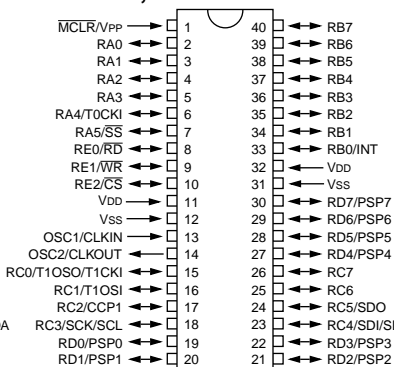 MCLR/VPP 1 40 RB7
RA0 2 39 RB6
RA1 3 38 RB5
RA2 4 37 RB4
RA3 5 36 RB3
RA4/T0CKI 6 35 RB2
RA5/SS 7 34 RB1
RE0/RD 8 33 RB0/INT
RE1/WR 9 32 VDD
RE2/CS 10 31 VSS
VDD 11 30 RD7/PSP7
VSS 12 29 RD6/PSP6
OSC1/CLKIN 13 28 RD5/PSP5
OSC2/CLKOUT 14 27 RD4/PSP4
RC0/T1OSO/T1CKI 15 26 RC7
RC1/T1OSI 16 25 RC6
RC2/CCP1 17 24 RC5/SDO
RC3/SCK/SCL 18 23 RC4/SDI/
RD0/PSP0 19 22 RD3/PSP3
RD1/PSP1 20 21 RD2/PSP2